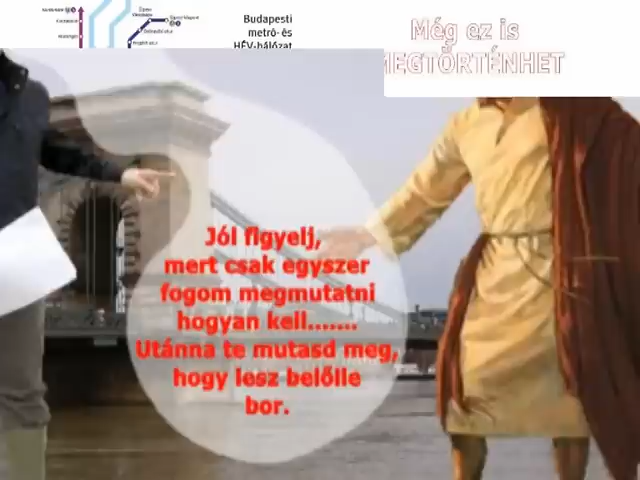 Budapesti
metró- és
HÉV-hálózat
Még ez is
MEGTÖRTÉNHET
Jól figyelj,
mert csak egyszer
fogom megmutatni
hogyan kell.......
Utánna te mutasd meg,
hogy lesz belőlle
bor.